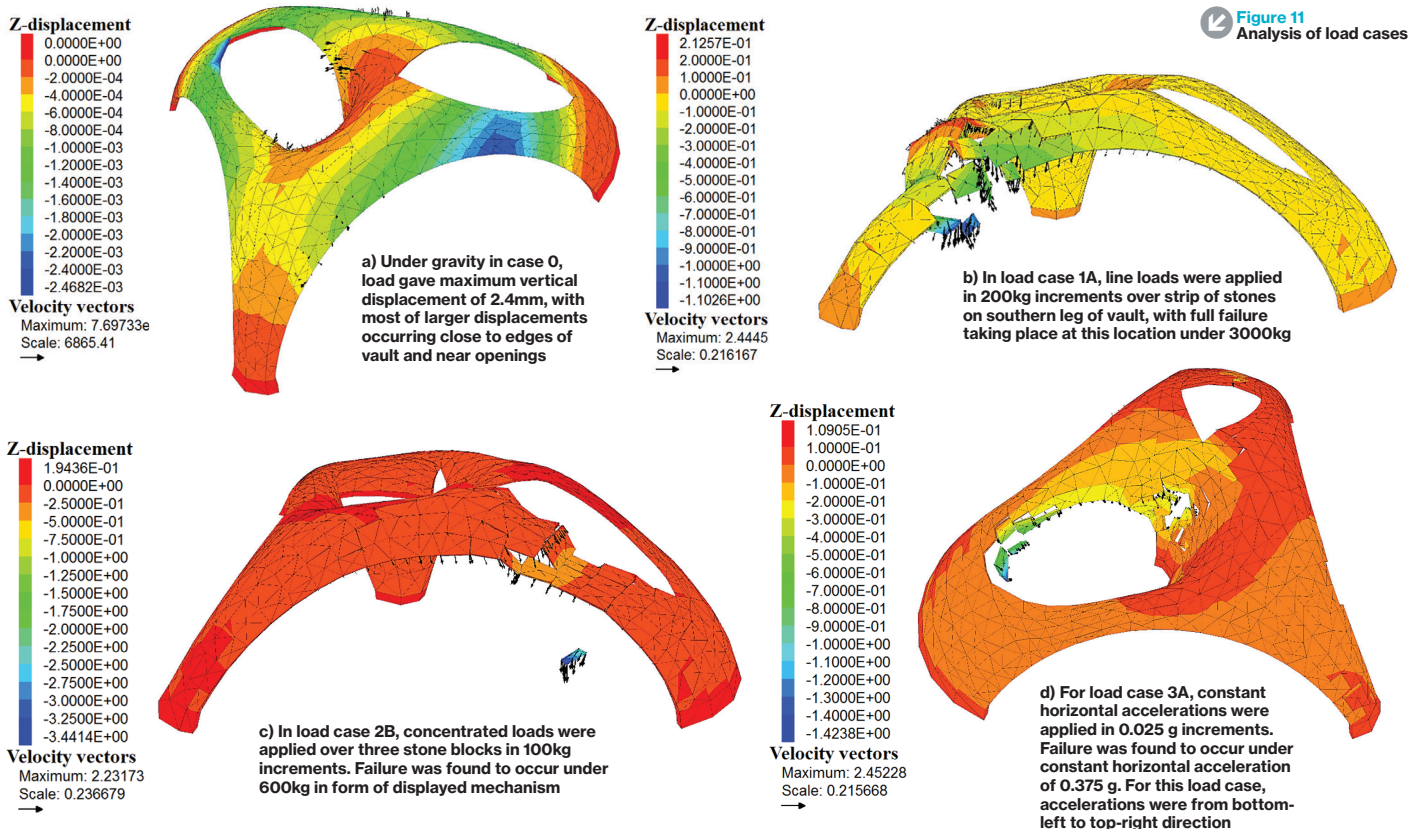 Figure 11
Analysis of load cases
Z-displacement
0.0000E+00
0.0000E+00
-2.0000E-04
-4.0000E-04
-6.0000E-04
-8.0000E-04
-1.2000E-03
-1.4000E-03
-1.6000E-03
-1.8000E-03
-2.0000E-03
-2.4000E-03
-2.4682E-03
Velocity vectors
Maximum: 7.69733e
Scale: 6865.41
a) Under gravity in case 0,
load gave maximum vertical
displacement of 2.4mm, with
most of larger displacements
occurring close to edges of
vault and near openings
Z-displacement
2.1257E-01
2.0000E-01
1.0000E-01
0.0000E+00
-1.0000E-01
-2.0000E-01
-3.0000E-01
-4.0000E-01
-5.0000E-01
-6.0000E-01
-7.0000E-01
-8.0000E-01
-9.0000E-01
-1.0000E+00
-1.1000E+00
-1.1026E+00
Velocity vectors
Maximum: 2.4445
Scale: 0.216167
b) In load case 1A, line loads were applied
in 200kg increments over strip of stones
on southern leg of vault, with full failure
taking place at this location under 3000kg
Z-displacement
1.9436E-01
0.0000E+00
-2.5000E-01
-5.0000E-01
-7.5000E-01
-1.0000E+00
-1.2500E+00
-1.5000E+00
-1.7500E+00
-2.0000E+00
-2.2500E+00
-2.5000E+00
-2.7500E+00
-3.0000E+00
-3.2500E+00
-3.4414E+00
Velocity vectors
Maximum: 2.23173
Scale: 0.236679
c) In load case 2B, concentrated loads were
applied over three stone blocks in 100kg
increments. Failure was found to occur under
600kg in form of displayed mechanism
Z-displacement
1.0905E-01
1.0000E-01
0.0000E+00
-1.0000E-01
-2.0000E-01
-3.0000E-01
-4.0000E-01
-5.0000E-01
-6.0000E-01
-7.0000E-01
-8.0000E-01
-9.0000E-01
-1.0000E+00
-1.1000E+00
-1.2000E+00
-1.3000E+00
-1.4000E+00
-1.4238E+00
Velocity vectors
Maximum: 2.45228
Scale: 0.215668
d) For load case 3A, constant
horizontal accelerations were
applied in 0.025 g increments.
Failure was found to occur under
constant horizontal acceleration
of 0.375 g. For this load case,
accelerations were from bottom-
left to top-right direction